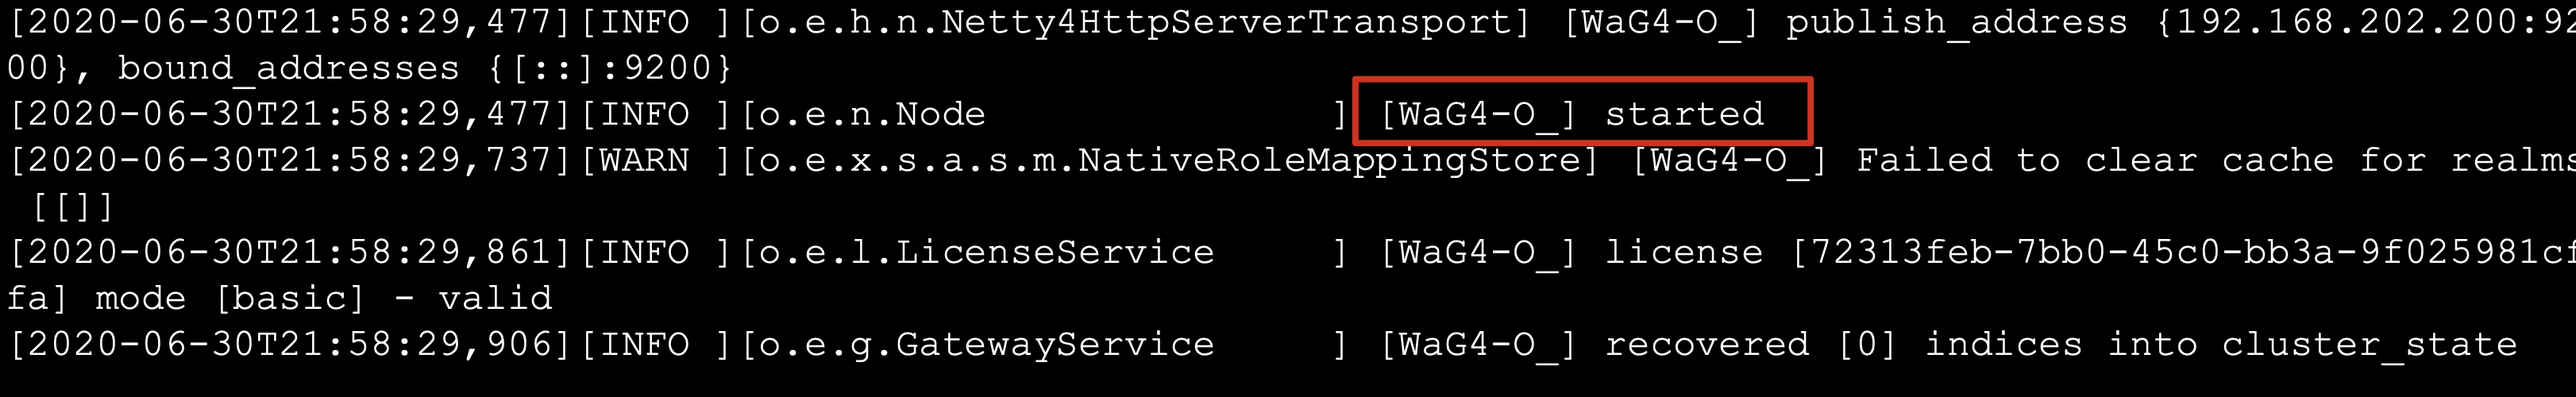 [2020-06-30T21:58:29,477][INFO ][o.e.h.n.Netty4HttpServerTransport] [WaG4-O_] publish_address {192.168.202.200:92
00}, bound_addresses {[::]:9200}
[2020-06-30T21:58:29,477][INFO ][o.e.n.Node               ] [WaG4-O_] started
[2020-06-30T21:58:29,737][WARN ][o.e.x.s.a.s.m.NativeRoleMappingStore] [WaG4-O_] Failed to clear cache for realms
 [[]]
[2020-06-30T21:58:29,861][INFO ][o.e.l.LicenseService     ] [WaG4-O_] license [72313feb-7bb0-45c0-bb3a-9f025981cf
fa] mode [basic] - valid
[2020-06-30T21:58:29,906][INFO ][o.e.g.GatewayService     ] [WaG4-O_] recovered [0] indices into cluster_state